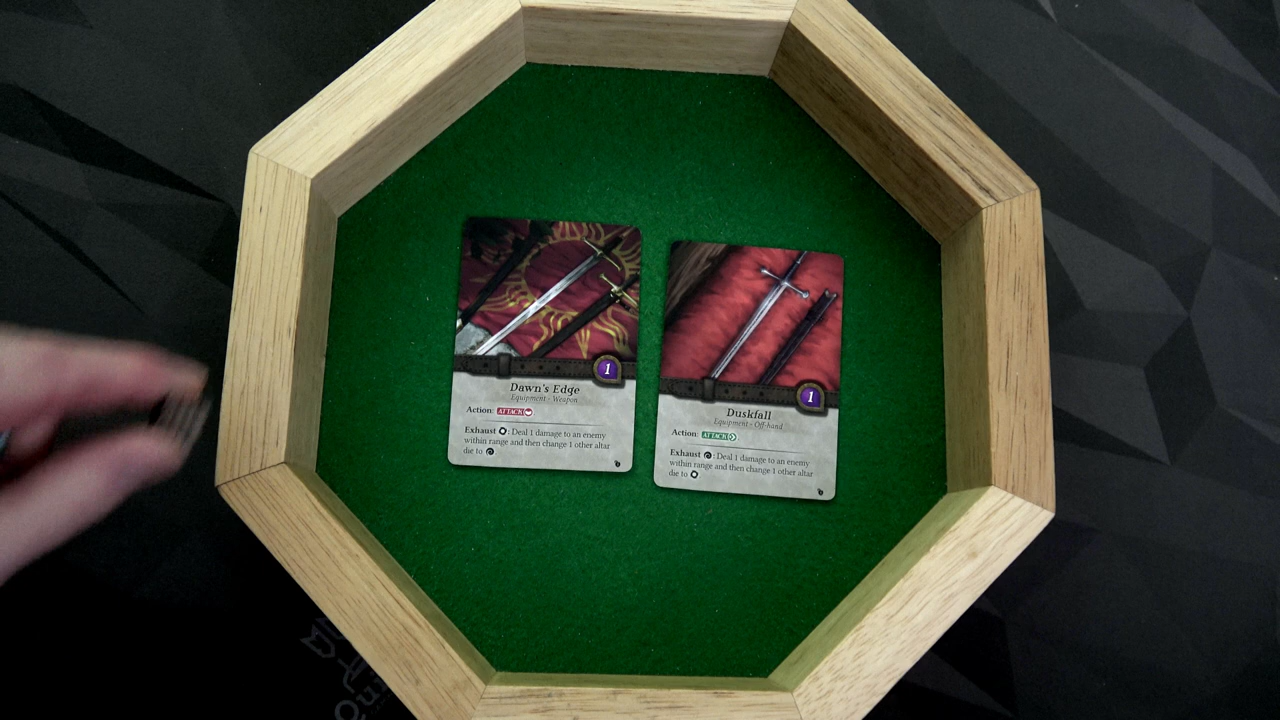 1
Dawn's Edge
Equipment - Weapon
Action: ATTACK
Exhaust : Deal 1 damage to an enemy
within range and then change 1 other altar
die to
1
Duskfall
Equipment - Off-hand
Action: ATTACK
Exhaust : Deal 1 damage to an enemy
within range and then change 1 other altar
die to